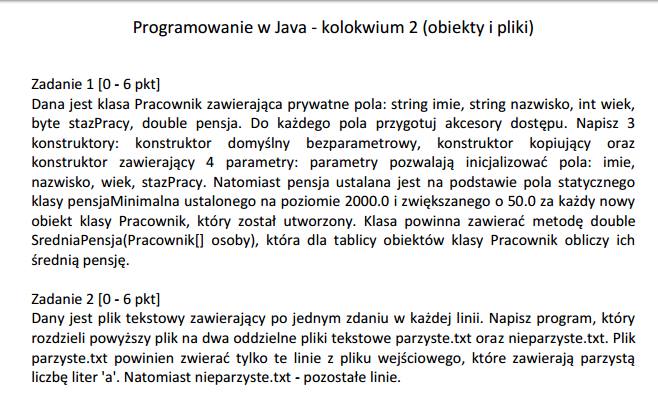 Programowanie w Java - kolokwium 2 (obiekty i pliki)
Zadanie 1 [0 - 6 pkt]
Dana jest klasa Pracownik zawierająca prywatne pola: string imie, string nazwisko, int wiek,
byte stazPracy, double pensja. Do każdego pola przygotuj akcesory dostępu. Napisz 3
konstruktory: konstruktor domyślny bezparametrowy, konstruktor kopiujący oraz
konstruktor zawierający 4 parametry: parametry pozwalają inicjalizować pola: imie,
nazwisko, wiek, stazPracy. Natomiast pensja ustalana jest na podstawie pola statycznego
klasy pensjaMinimalna ustalonego na poziomie 2000.0 i zwiększanego o 50.0 za każdy nowy
obiekt klasy Pracownik, który został utworzony. Klasa powinna zawierać metodę double
SredniaPensja(Pracownik[] osoby), która dla tablicy obiektów klasy Pracownik obliczy ich
średnią pensję.
Zadanie 2 [0 - 6 pkt]
Dany jest plik tekstowy zawierający po jednym zdaniu w każdej linii. Napisz program, który
rozdzieli powyższy plik na dwa oddzielne pliki tekstowe parzyste.txt oraz nieparzyste.txt. Plik
parzyste.txt powinien zwierać tylko te linie z pliku wejściowego, które zawierają parzystą
liczbę liter 'a'. Natomiast nieparzyste.txt - pozostałe linie.